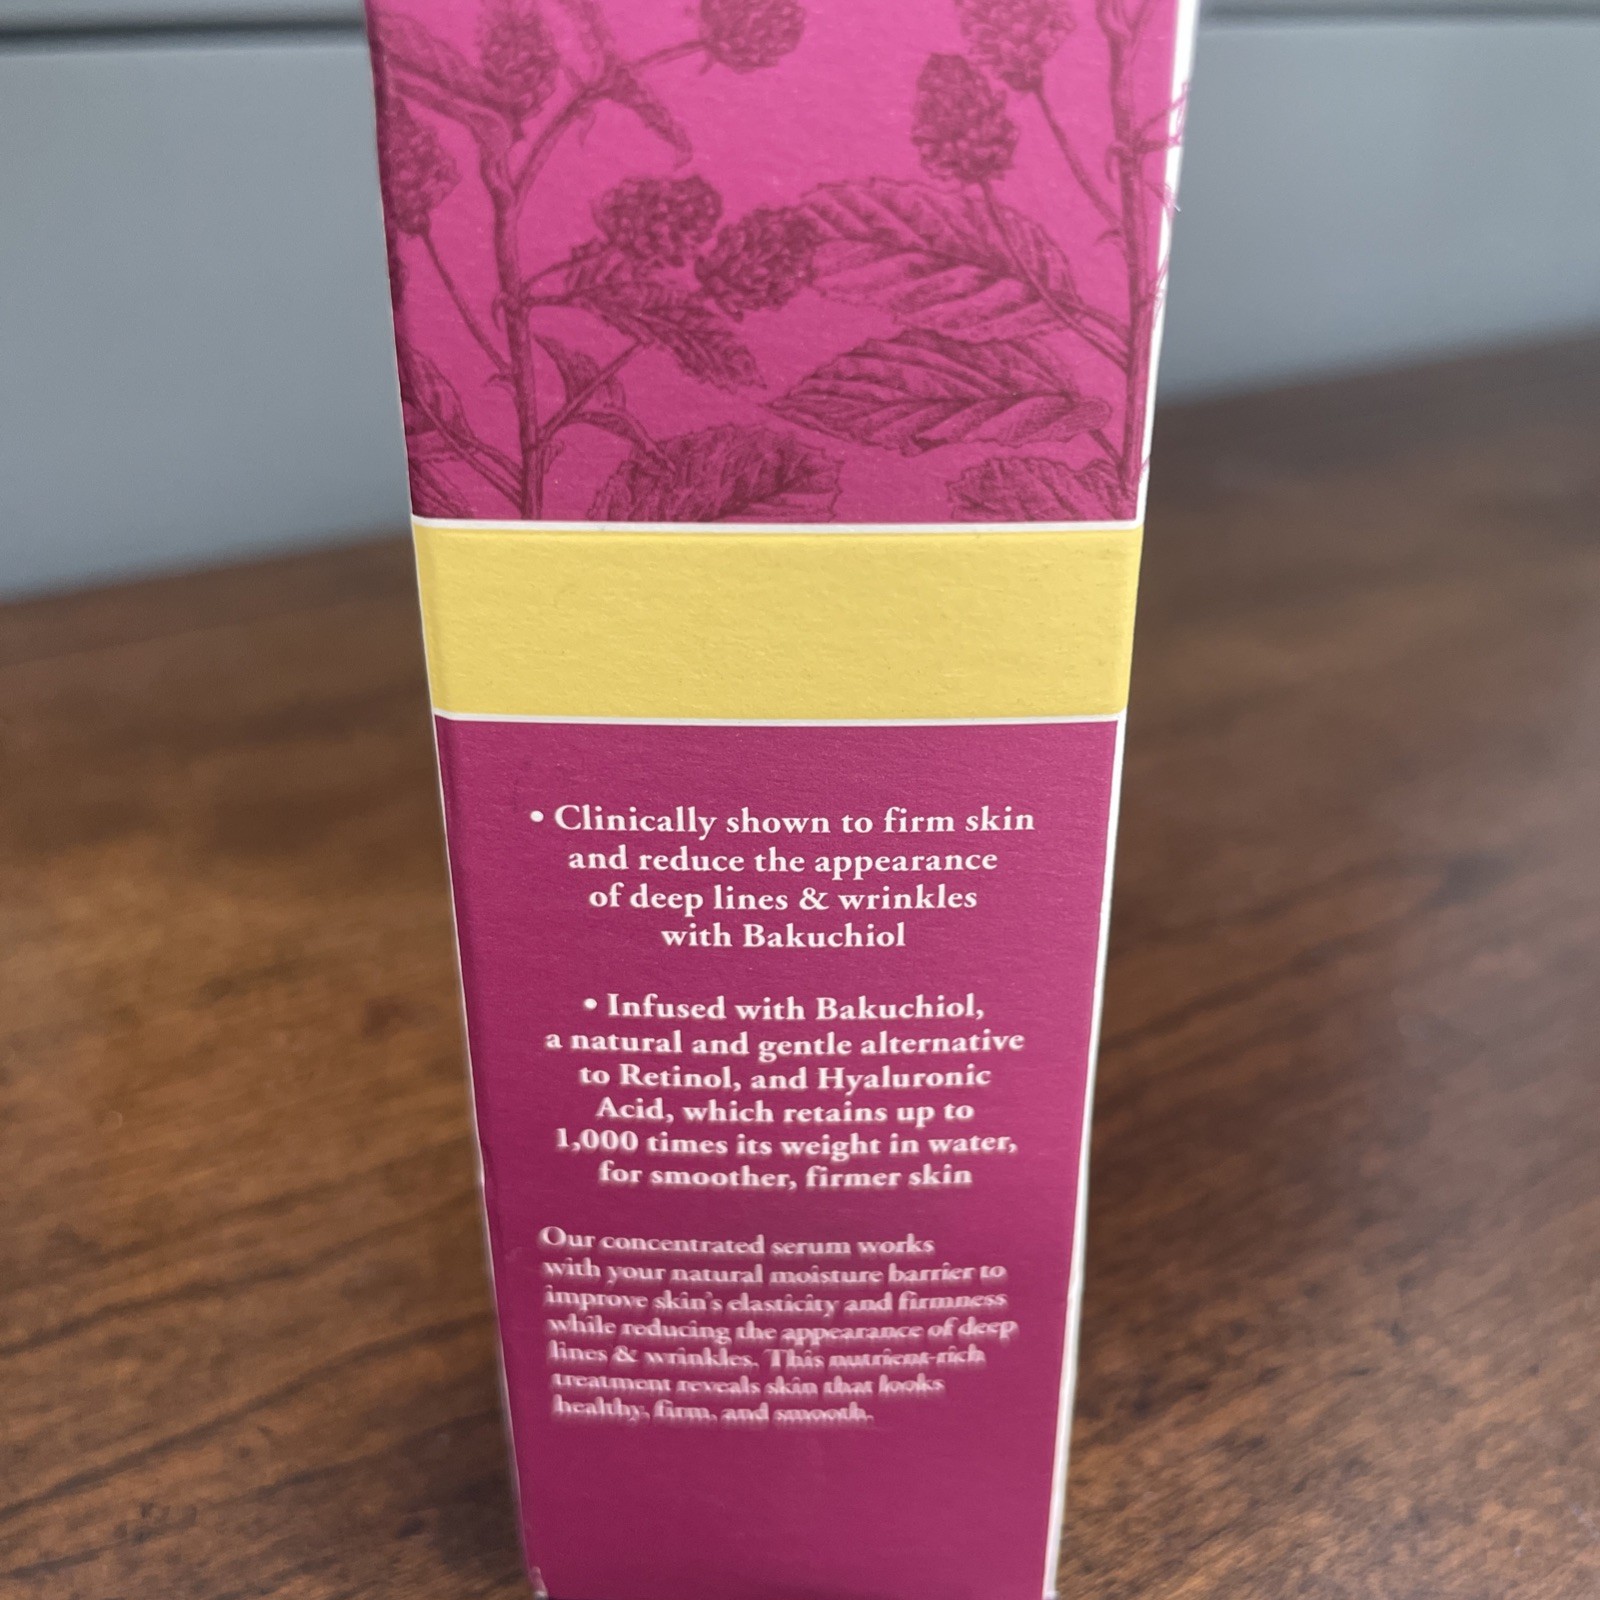 • Clinically shown to firm skin
and reduce the appearance
of deep lines & wrinkles
with Bakuchiol
• Infused with Bakuchiol,
a natural and gentle alternative
to Retinol, and Hyaluronic
Acid, which retains up to
1,000 times its weight in water,
for smoother, firmer skin
Our concentrated serum works
with your natural moisture barrier to
improve skin's elasticity and firmness
while reducing the appearance of deep
lines & wrinkles. This nutrient-rich
treatment reveals skin that looks
healthy, firm, and smooth.